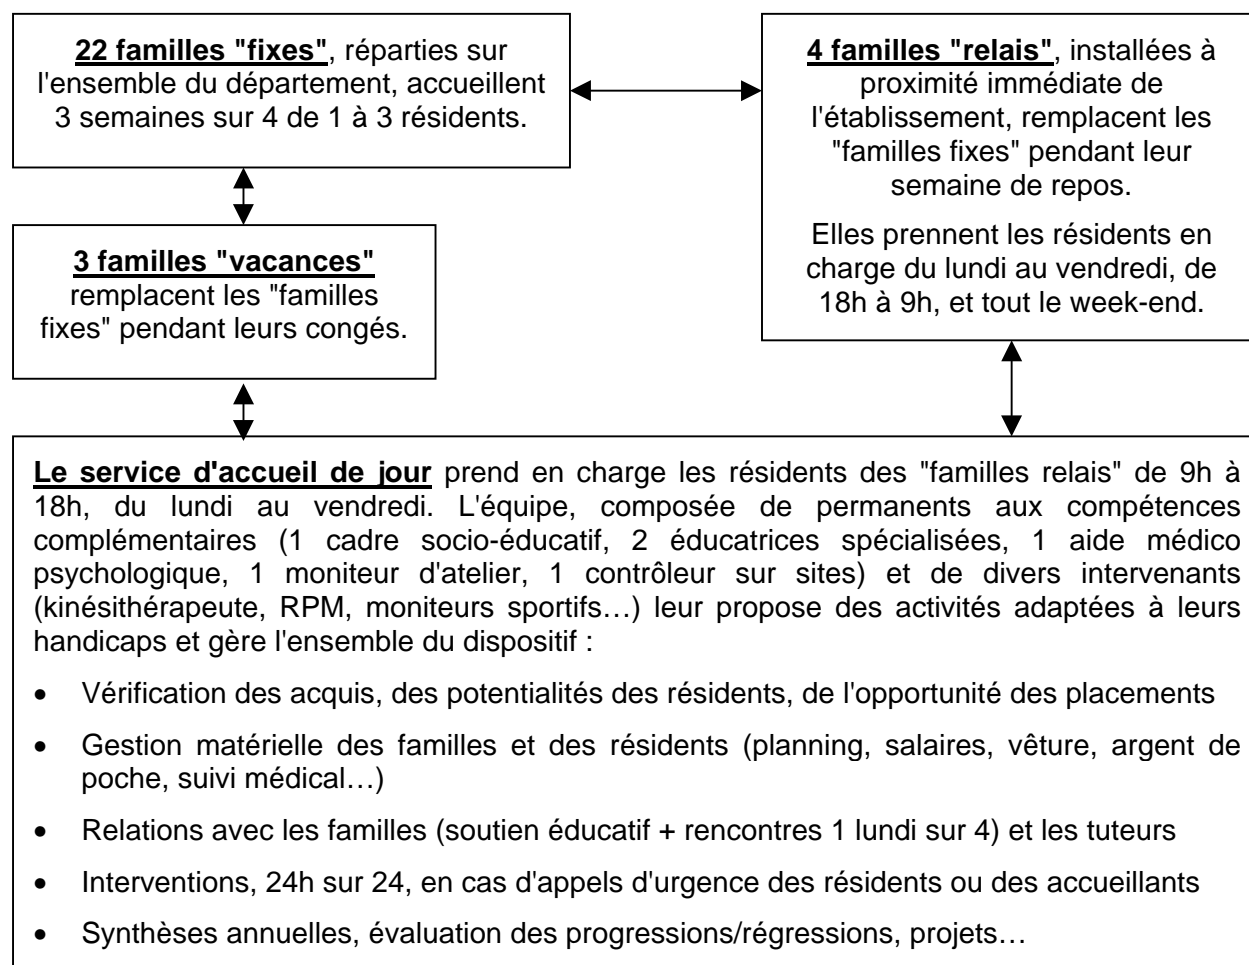 22 familles "fixes", réparties sur
l'ensemble du département, accueillent
3 semaines sur 4 de 1 à 3 résidents.
4 familles "relais", installées à
proximité immédiate de
l'établissement, remplacent les
"familles fixes" pendant leur
semaine de repos.
Elles prennent les résidents en
charge du lundi au vendredi, de
18h à 9h, et tout le week-end.
3 familles "vacances"
remplacent les "familles
fixes" pendant leurs congés.
Le service d'accueil de jour prend en charge les résidents des "familles relais" de 9h à
18h, du lundi au vendredi. L'équipe, composée de permanents aux compétences
complémentaires (1 cadre socio-éducatif, 2 éducatrices spécialisées, 1 aide médico
psychologique, 1 moniteur d'atelier, 1 contrôleur sur sites) et de divers intervenants
(kinésithérapeute, RPM, moniteurs sportifs…) leur propose des activités adaptées à leurs
handicaps et gère l'ensemble du dispositif :
• Vérification des acquis, des potentialités des résidents, de l'opportunité des placements
• Gestion matérielle des familles et des résidents (planning, salaires, vêture, argent de
poche, suivi médical…)
• Relations avec les familles (soutien éducatif + rencontres 1 lundi sur 4) et les tuteurs
• Interventions, 24h sur 24, en cas d'appels d'urgence des résidents ou des accueillants
• Synthèses annuelles, évaluation des progressions/régressions, projets…